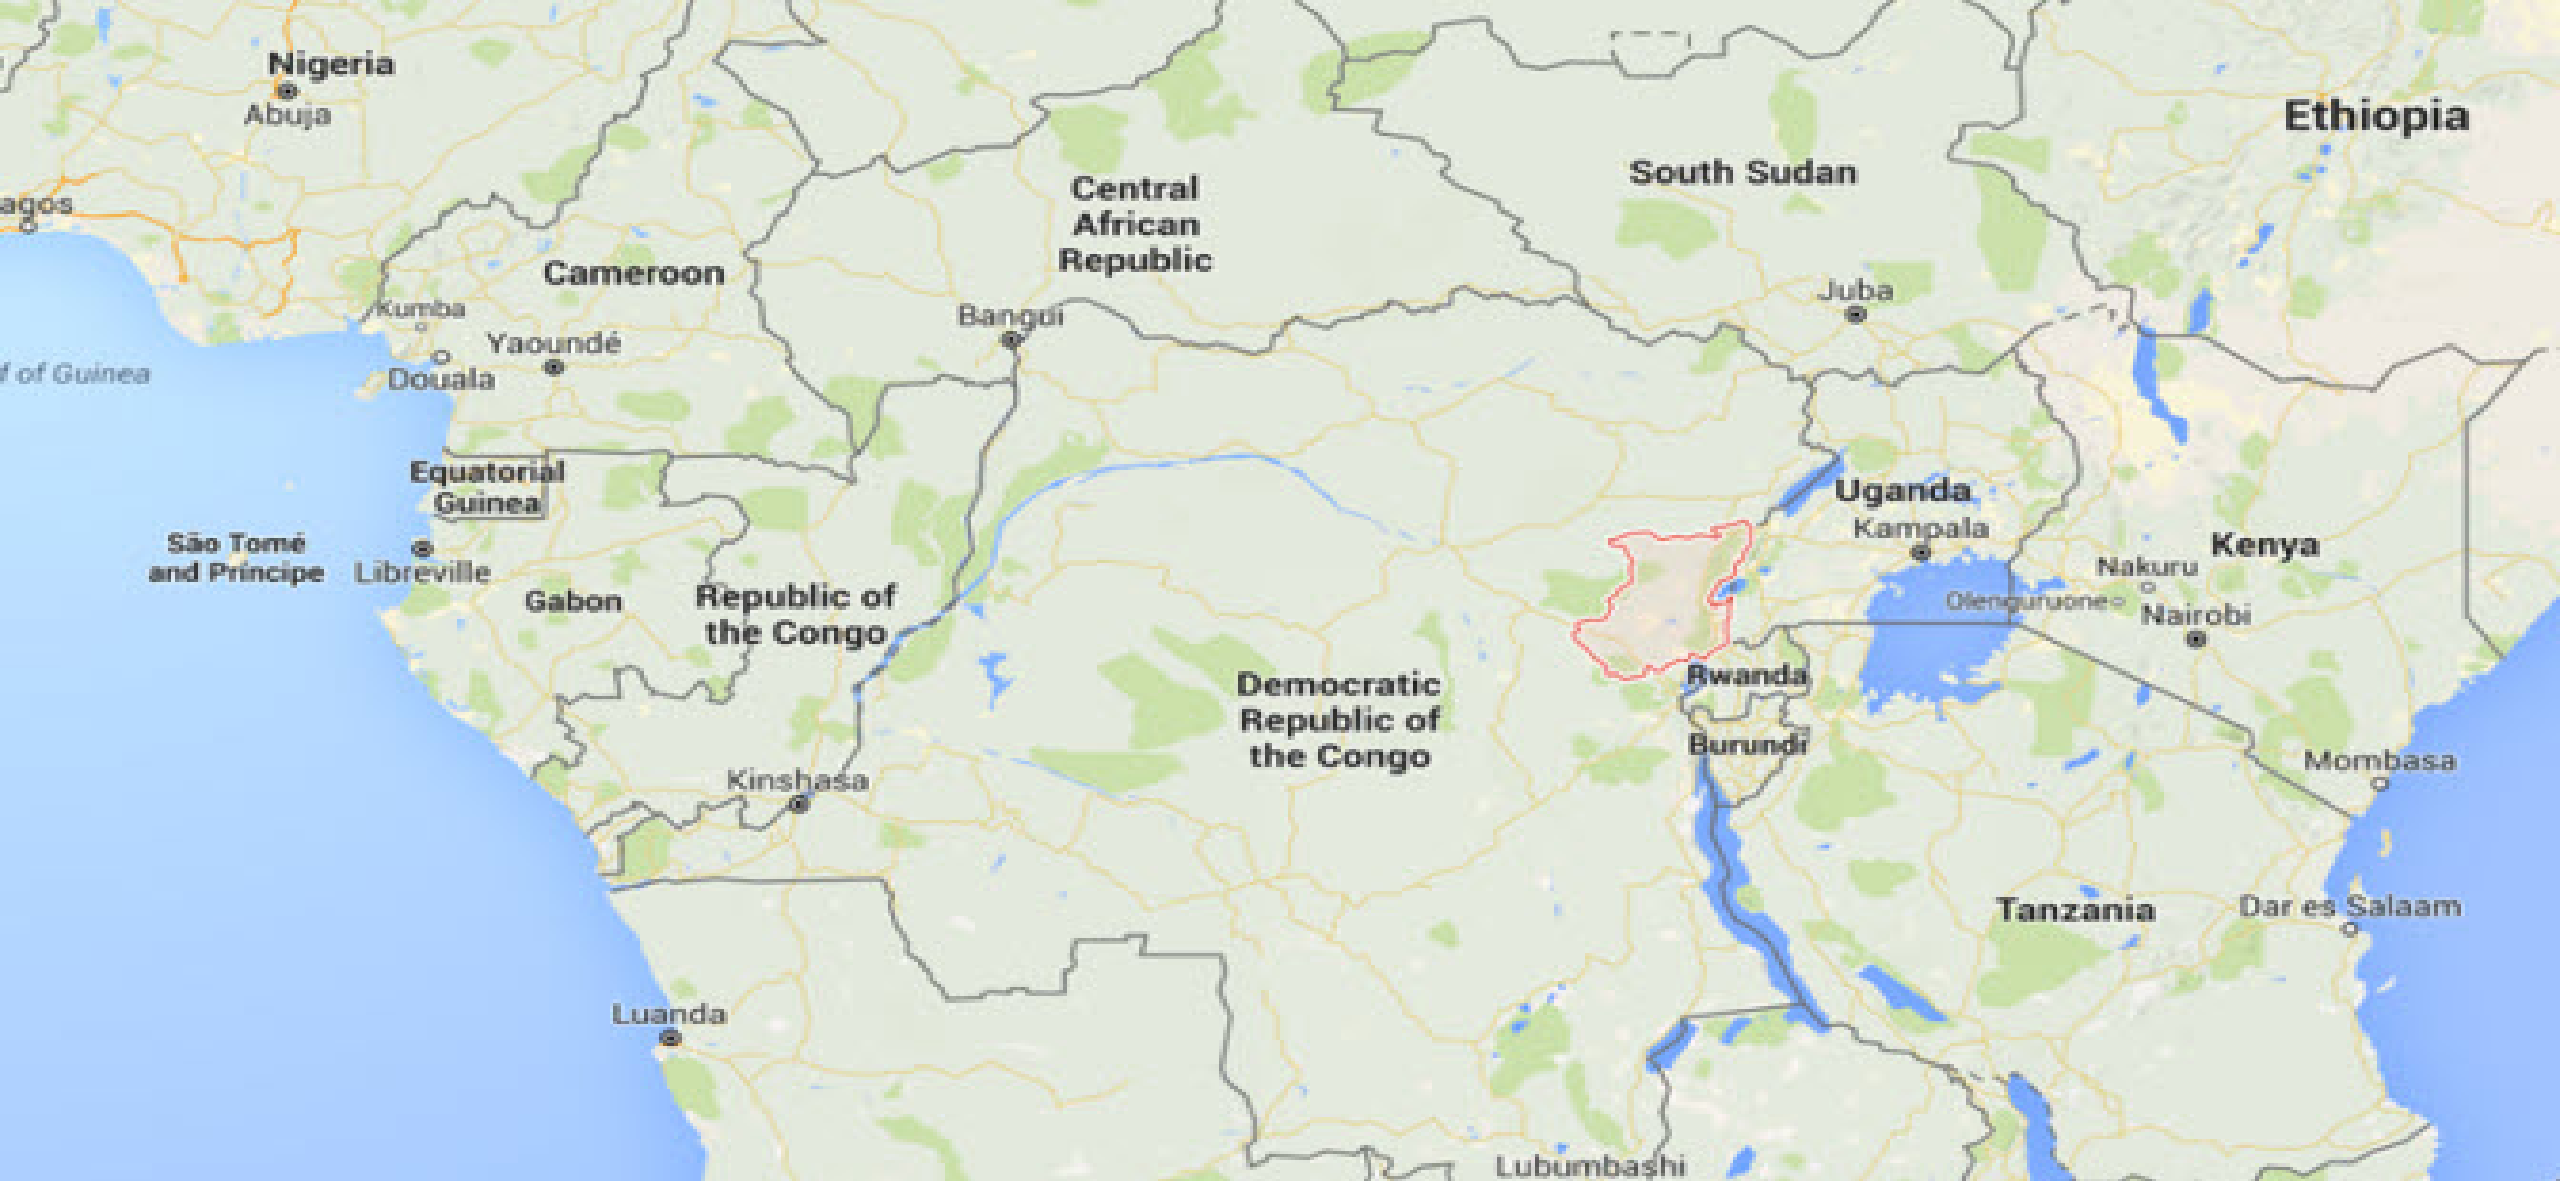 Nigeria
Abuja
Ethiopia
South Sudan
Central
African
Republic
agos
Cameroon
Juba
Kumba
Bangui
Yaoundé
f of Guinea
Douala
Equatorial
Guinea
Uganda
Kampala
São Tomé
and Príncipe
Libreville
Kenya
Nakuru
Gabon
Republic of
the Congo
Olenguruone
Nairobi
Rwanda
Democratic
Republic of
the Congo
Burundi
Mombasa
Kinshasa
Tanzania
Dar es Salaam
Luanda
Lubumbashi